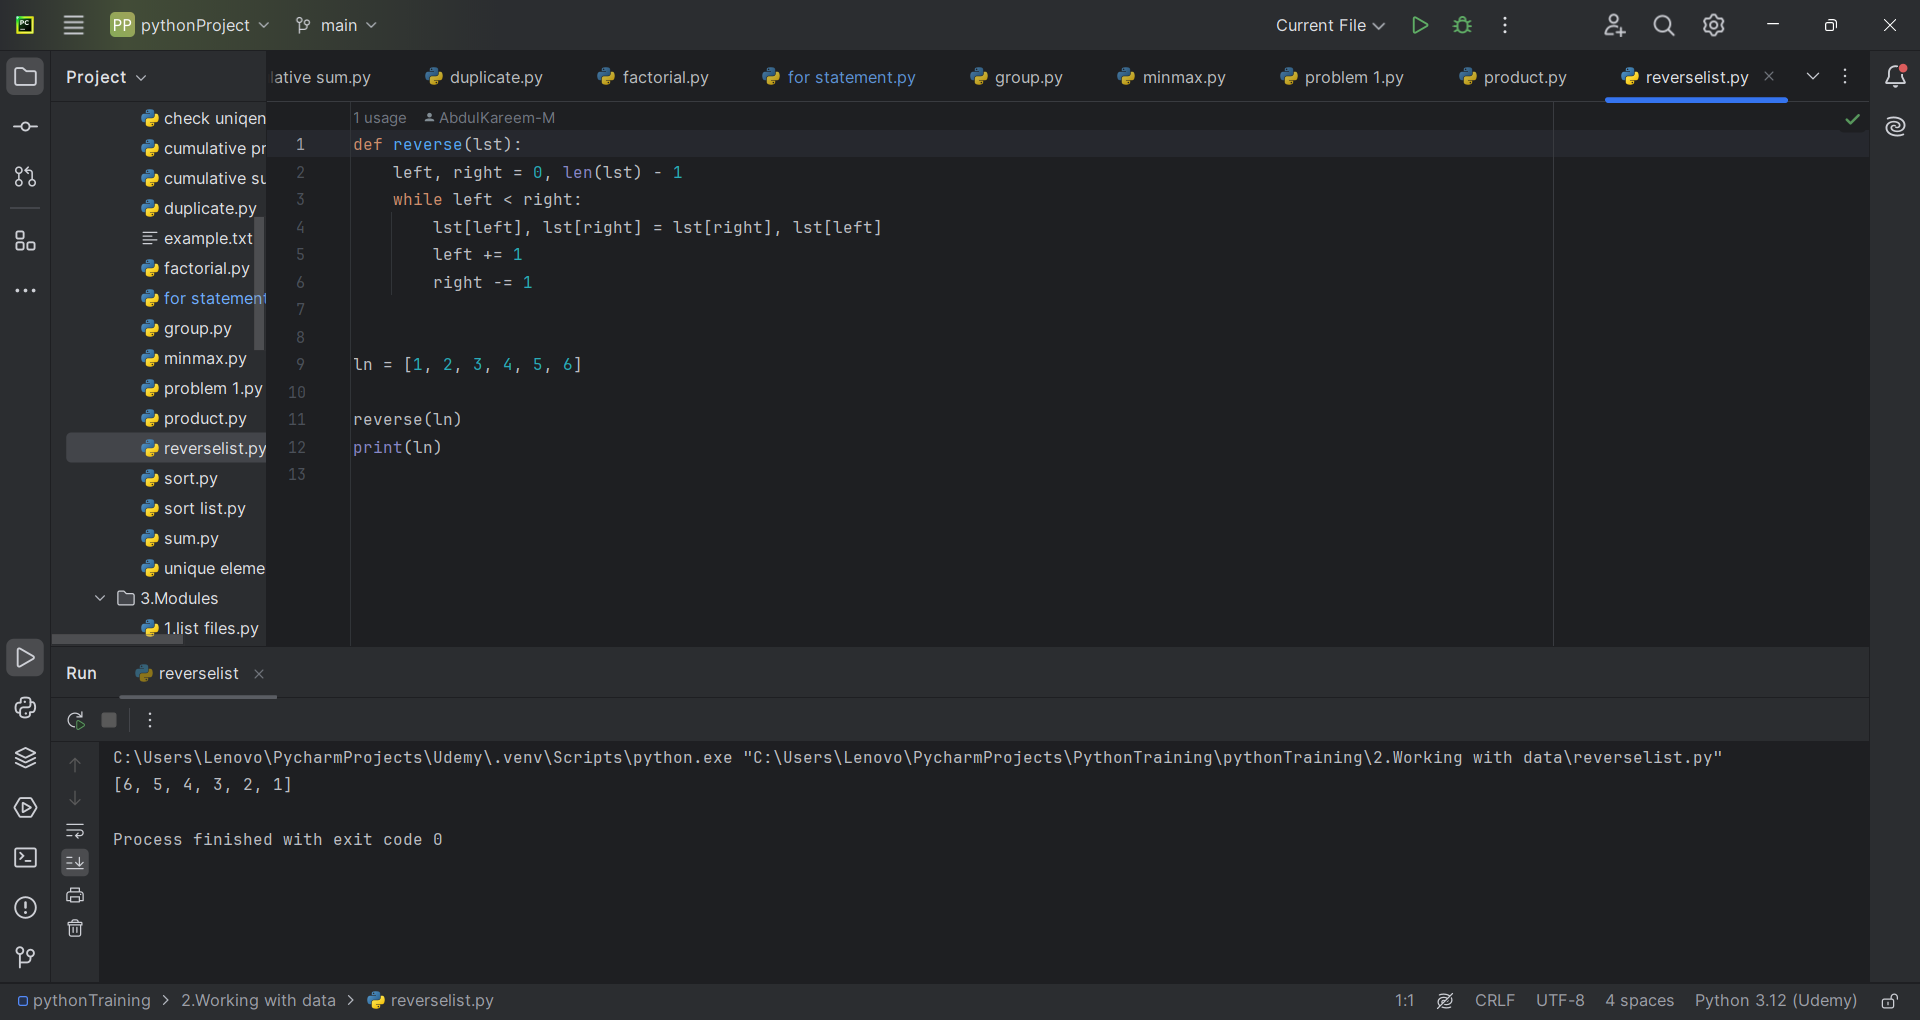 PC
PP pythonProject
main
Current File
Project
lative sum.py
duplicate.py
factorial.py
for statement.py
group.py
minmax.py
problem 1.py
product.py
reverselist.py
check uniqen
cumulative pr
cumulative su
duplicate.py
example.txt
factorial.py
for statement
group.py
minmax.py
problem 1.py
product.py
reverselist.py
sort.py
sort list.py
sum.py
unique eleme
3.Modules
1.list files.py
1 usage AbdulKareem-M
1 def reverse(lst):
2 left, right = 0, len(lst) - 1
3 while left < right:
4 lst[left], lst[right] = lst[right], lst[left]
5 left += 1
6 right -= 1
7
8
9 ln = [1, 2, 3, 4, 5, 6]
10
11 reverse(ln)
12 print(ln)
13
Run
reverselist
C:\Users\Lenovo\PycharmProjects\Udemy\.venv\Scripts\python.exe "C:\Users\Lenovo\PycharmProjects\PythonTraining\pythonTraining\2.Working with data\reverselist.py"
[6, 5, 4, 3, 2, 1]
Process finished with exit code 0
pythonTraining > 2.Working with data > reverselist.py
1:1 CRLF UTF-8 4 spaces Python 3.12 (Udemy)